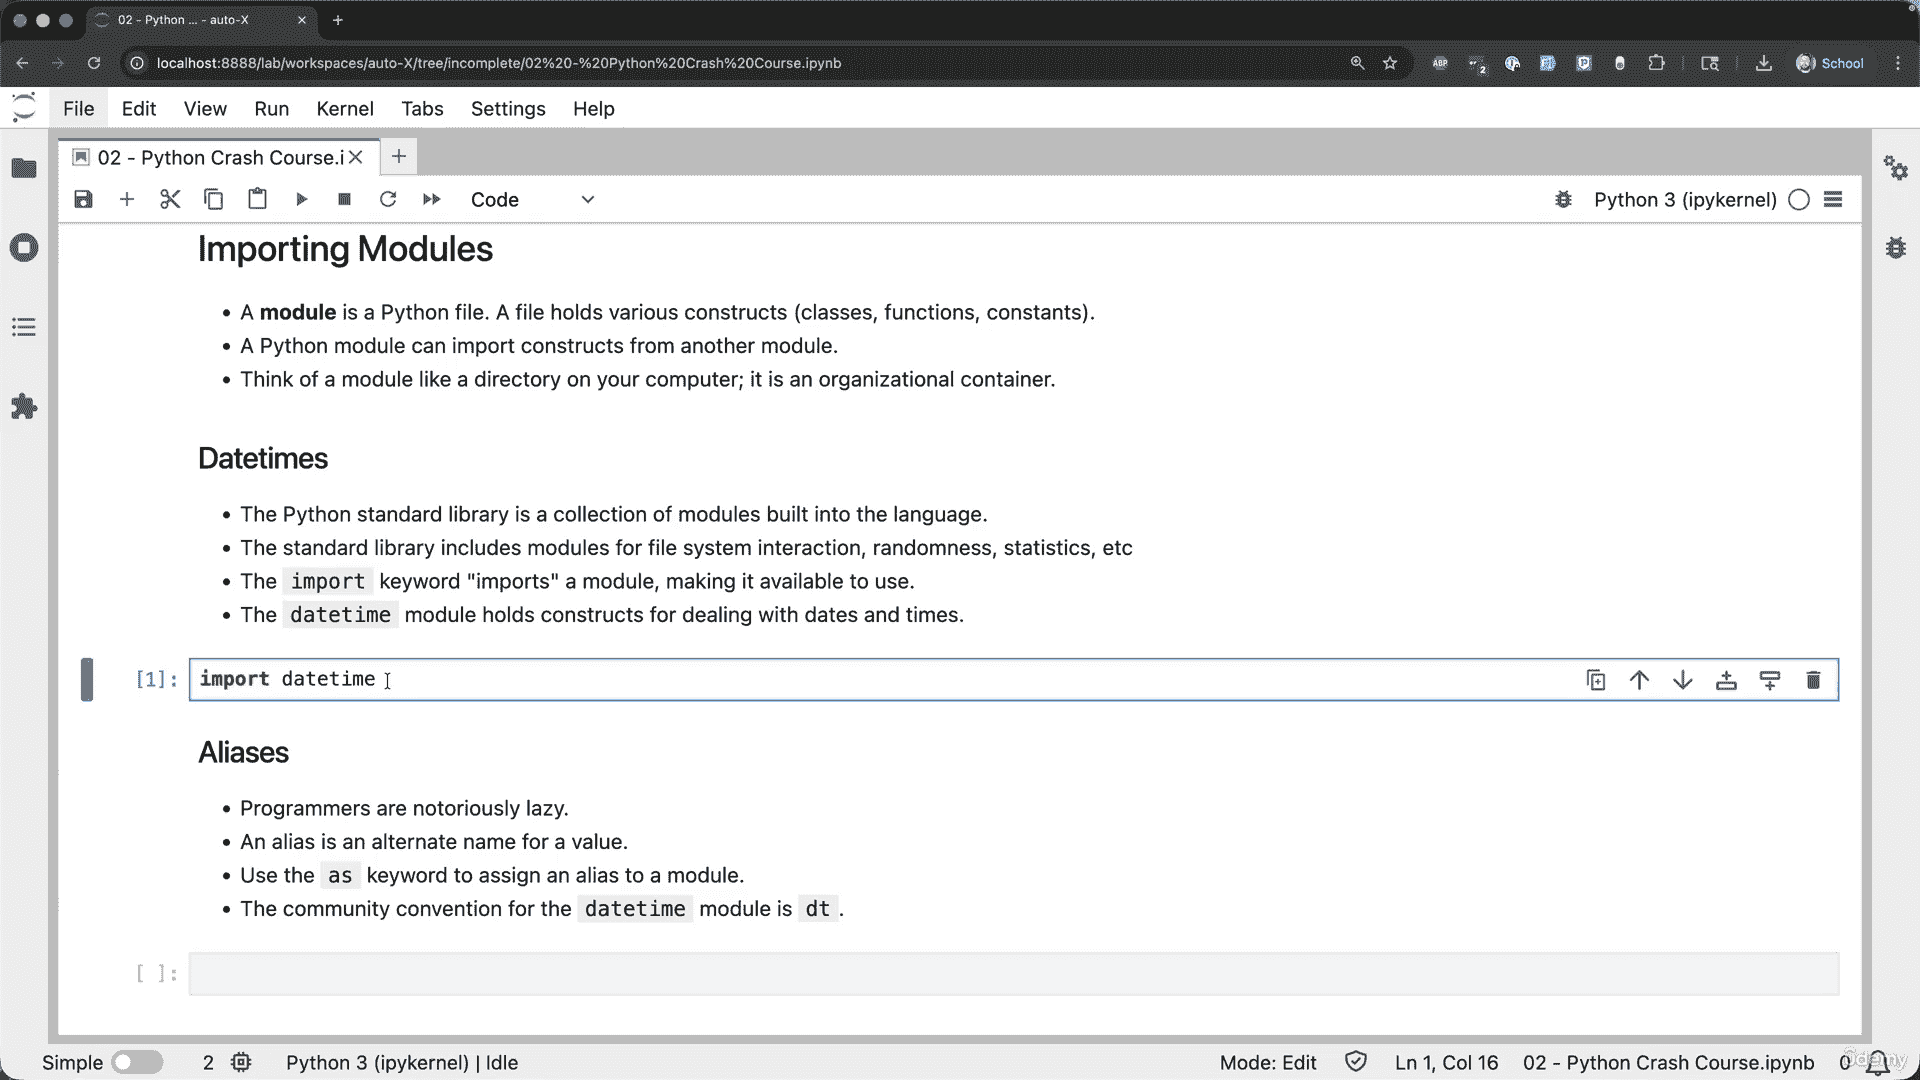 02 - Python ... - auto-X
localhost:8888/lab/workspaces/auto-X/tree/incomplete/02%20-%20Python%20Crash%20Course.ipynb
ABP
2
School
File Edit View Run Kernel Tabs Settings Help
02 - Python Crash Course.i
Code
Python 3 (ipykernel)
Importing Modules
• A module is a Python file. A file holds various constructs (classes, functions, constants).
• A Python module can import constructs from another module.
• Think of a module like a directory on your computer; it is an organizational container.
Datetimes
• The Python standard library is a collection of modules built into the language.
• The standard library includes modules for file system interaction, randomness, statistics, etc
• The import keyword "imports" a module, making it available to use.
• The datetime module holds constructs for dealing with dates and times.
[1]: import datetime
Aliases
• Programmers are notoriously lazy.
• An alias is an alternate name for a value.
• Use the as keyword to assign an alias to a module.
• The community convention for the datetime module is dt.
[ ]:
Simple 2 Python 3 (ipykernel) | Idle Mode: Edit Ln 1, Col 16 02 - Python Crash Course.ipynb 0
Udemy